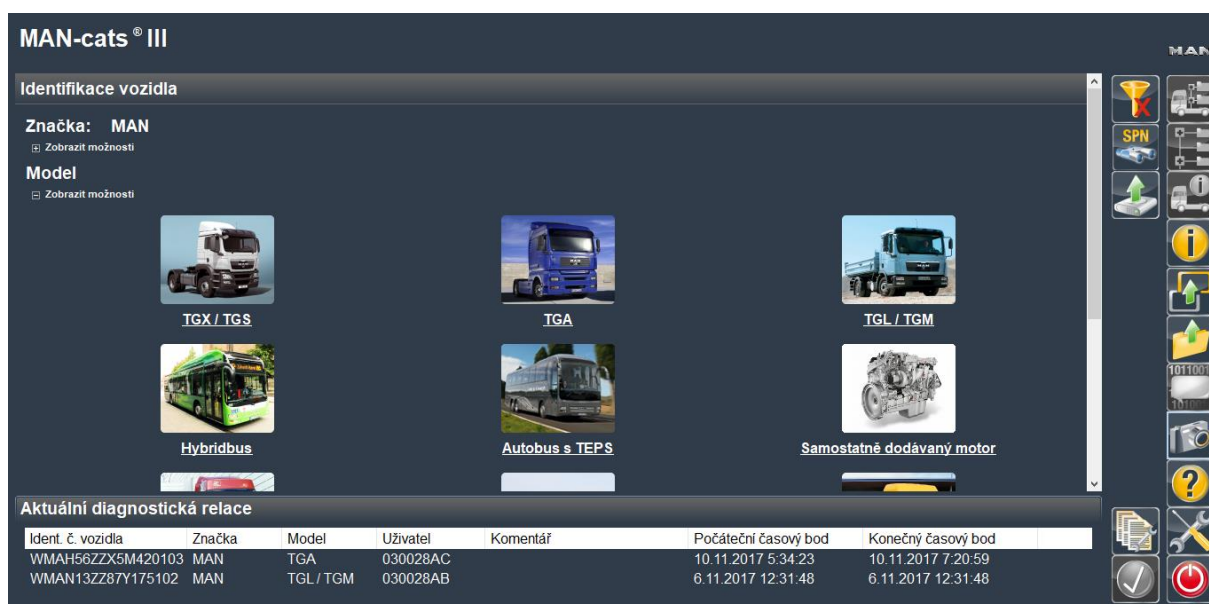 MAN-cats ® III
MAN
Identifikace vozidla
Značka: MAN
Zobrazit možnosti
Model
Zobrazit možnosti
SPN
TGX / TGS
TGA
TGL / TGM
Hybridbus
Autobus s TEPS
Samostatně dodávaný motor
1011001
Aktuální diagnostická relace
Ident. č. vozidla Značka Model Uživatel Komentář Počáteční časový bod Konečný časový bod
WMAH56ZZX5M420103 MAN TGA 030028AC 10.11.2017 5:34:23 10.11.2017 7:20:59
WMAN13ZZ87Y175102 MAN TGL / TGM 030028AB 6.11.2017 12:31:48 6.11.2017 12:31:48